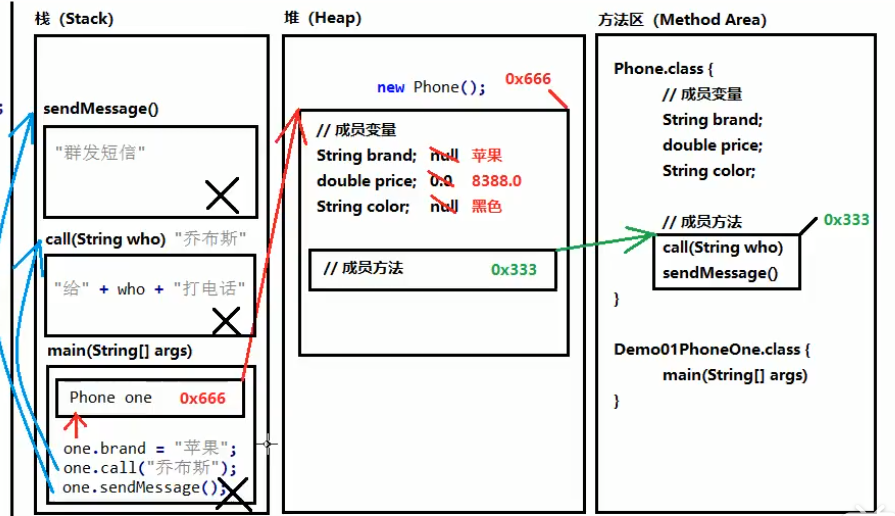 栈（Stack）
sendMessage()
"群发短信"
call(String who) "乔布斯"
"给" + who + "打电话"
main(String[] args)
Phone one 0x666
one.brand = "苹果";
one.call("乔布斯");
one.sendMessage();
堆（Heap）
new Phone(); 0x666
// 成员变量
String brand; null 苹果
double price; 0.0 8388.0
String color; null 黑色
// 成员方法 0x333
方法区（Method Area）
Phone.class {
// 成员变量
String brand;
double price;
String color;
// 成员方法 0x333
call(String who)
sendMessage()
}
Demo01PhoneOne.class {
main(String[] args)
}